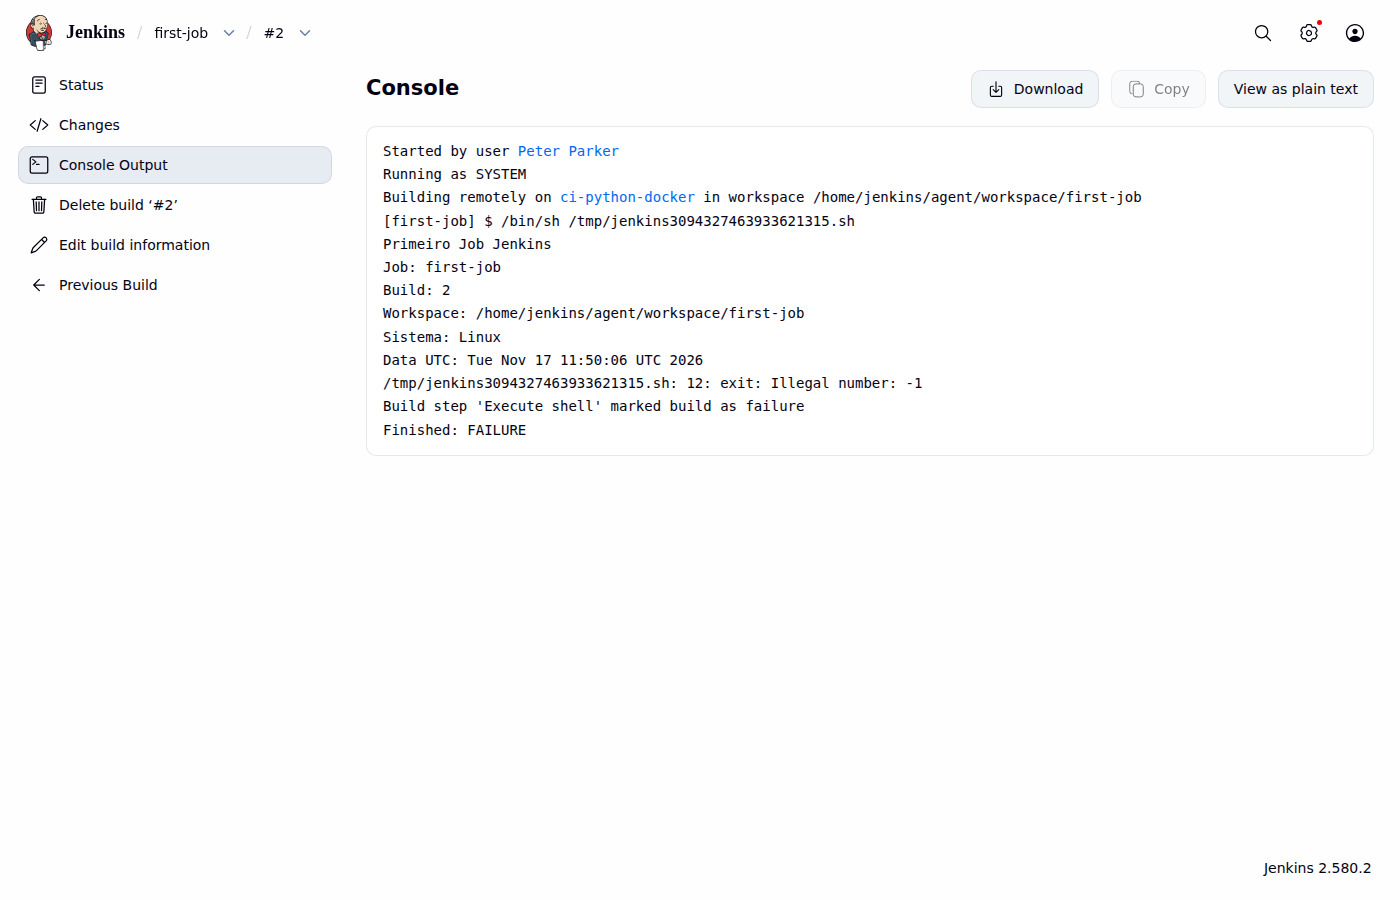 Jenkins / first-job / #2
Status
Changes
Console Output
Delete build ‘#2’
Edit build information
Previous Build
Console
Download
Copy
View as plain text
Started by user Peter Parker
Running as SYSTEM
Building remotely on ci-python-docker in workspace /home/jenkins/agent/workspace/first-job
[first-job] $ /bin/sh /tmp/jenkins3094327463933621315.sh
Primeiro Job Jenkins
Job: first-job
Build: 2
Workspace: /home/jenkins/agent/workspace/first-job
Sistema: Linux
Data UTC: Tue Nov 17 11:50:06 UTC 2026
/tmp/jenkins3094327463933621315.sh: 12: exit: Illegal number: -1
Build step 'Execute shell' marked build as failure
Finished: FAILURE
Jenkins 2.580.2